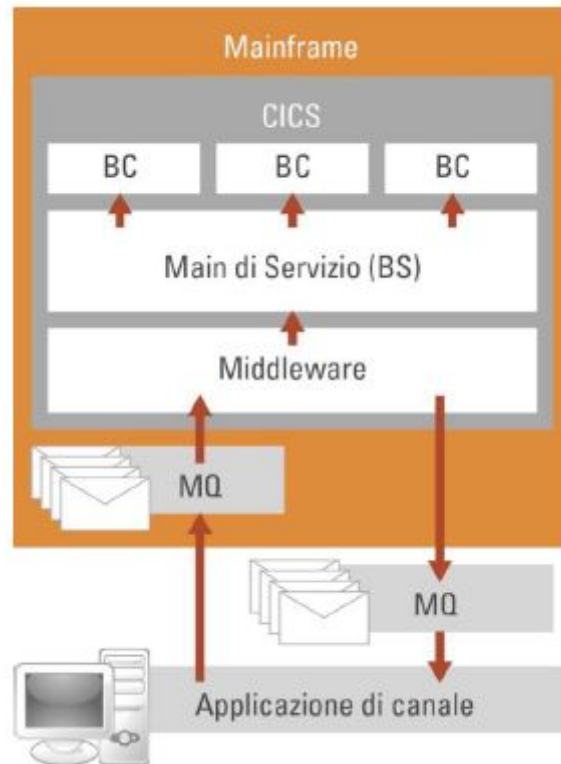 Mainframe
CICS
BC
BC
BC
Main di Servizio (BS)
Middleware
MQ
MQ
Applicazione di canale